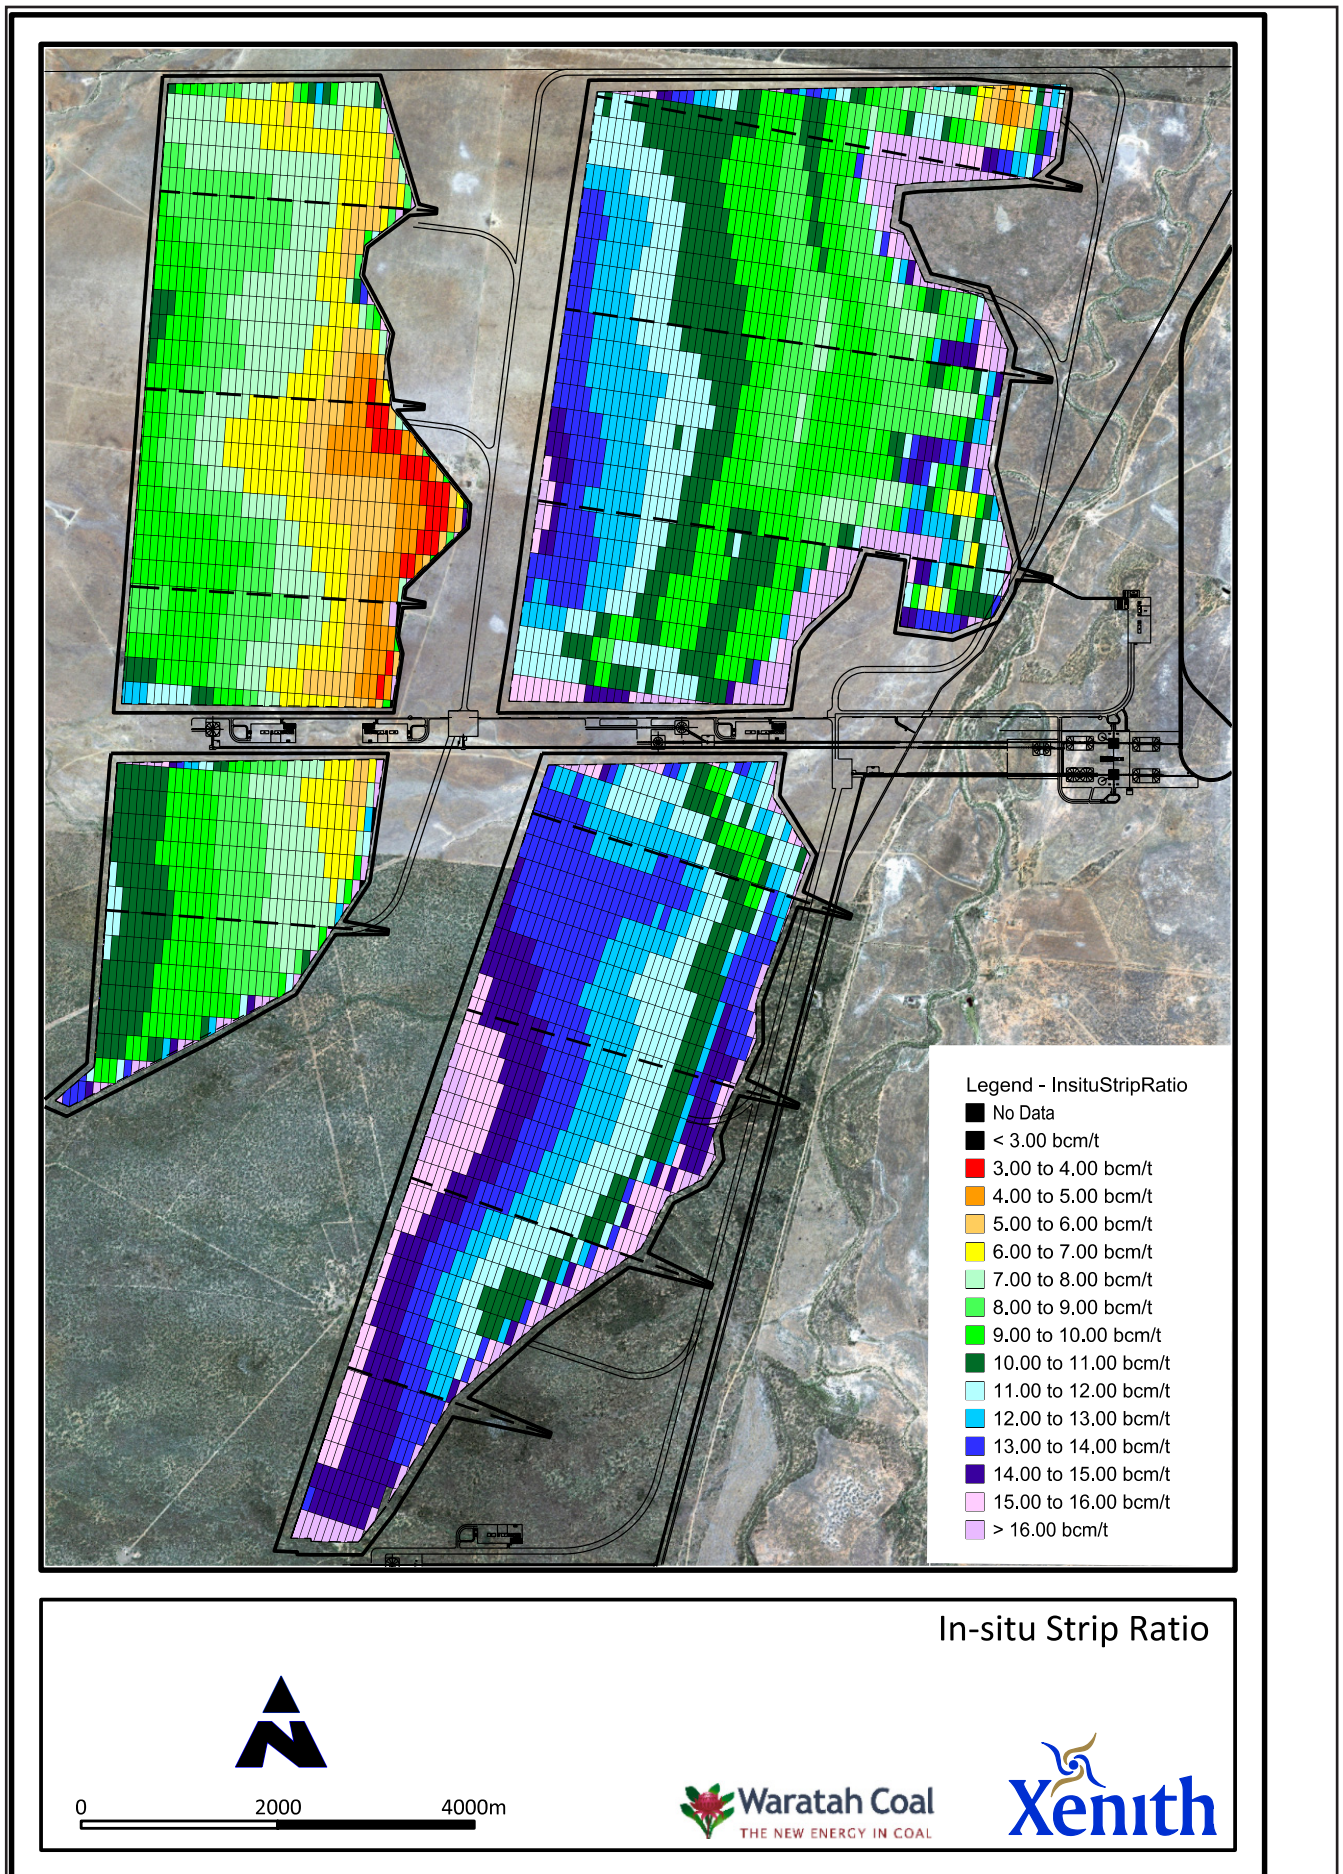 Legend - InsituStripRatio
No Data
< 3.00 bcm/t
3.00 to 4.00 bcm/t
4.00 to 5.00 bcm/t
5.00 to 6.00 bcm/t
6.00 to 7.00 bcm/t
7.00 to 8.00 bcm/t
8.00 to 9.00 bcm/t
9.00 to 10.00 bcm/t
10.00 to 11.00 bcm/t
11.00 to 12.00 bcm/t
12.00 to 13.00 bcm/t
13.00 to 14.00 bcm/t
14.00 to 15.00 bcm/t
15.00 to 16.00 bcm/t
> 16.00 bcm/t
In-situ Strip Ratio
N
0 2000 4000m
Waratah Coal
THE NEW ENERGY IN COAL
Xenith